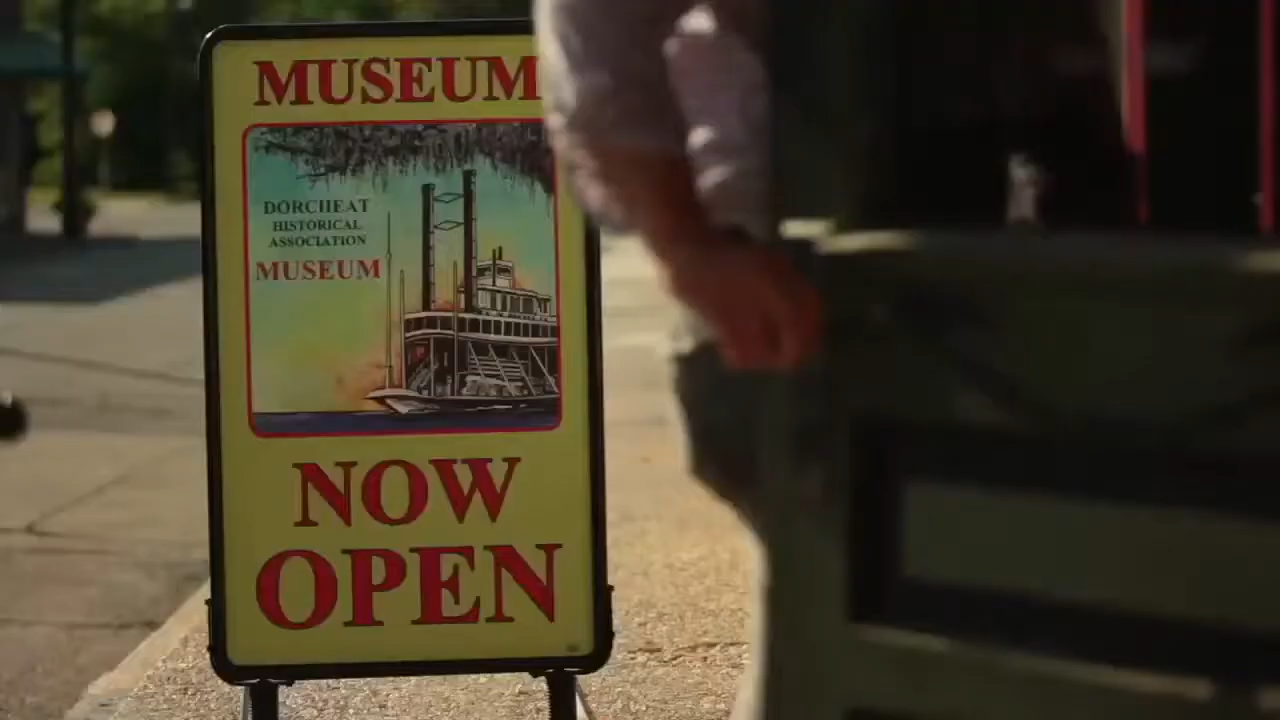 MUSEUM
DORCHEAT
HISTORICAL
ASSOCIATION
MUSEUM
NOW
OPEN